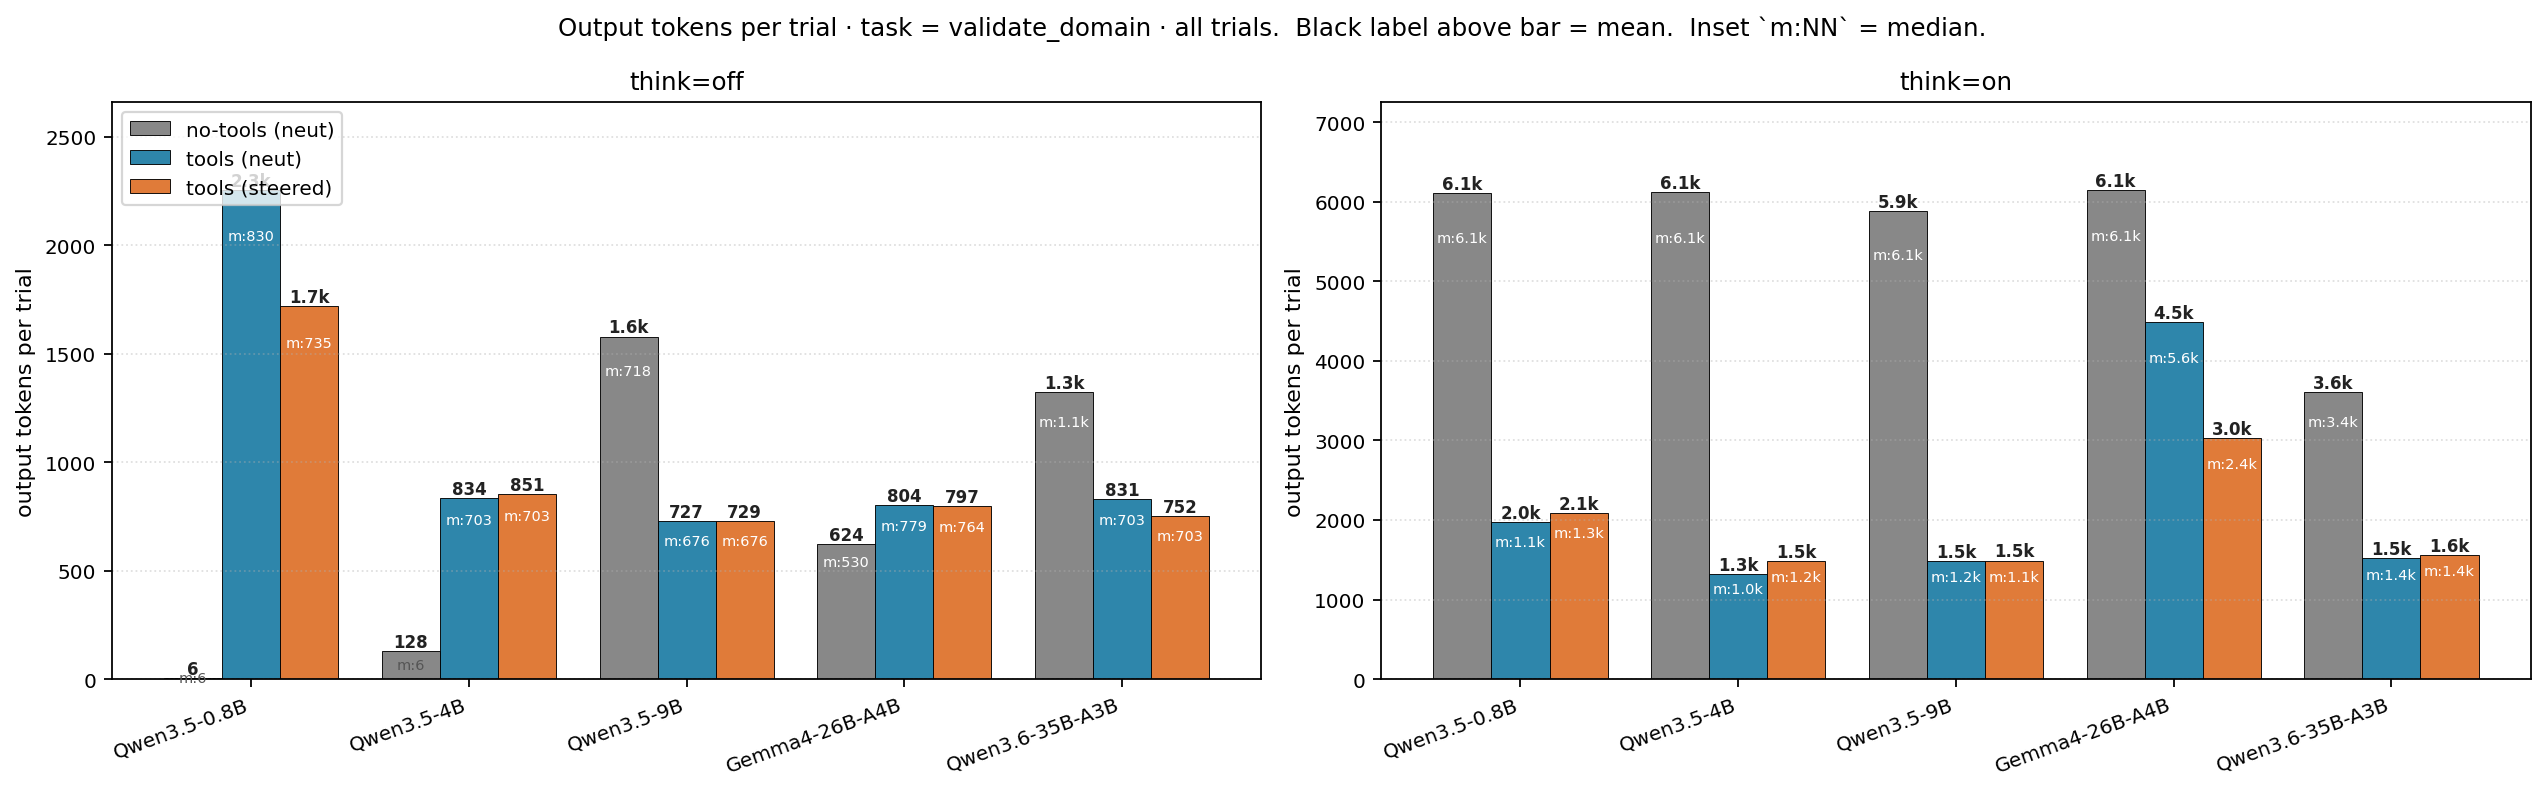 Output tokens per trial · task = validate_domain · all trials.  Black label above bar = mean.  Inset `m:NN` = median.
think=off
output tokens per trial
2500
2000
1500
1000
500
0
no-tools (neut)
tools (neut)
tools (steered)
6
m:6
2.3k
m:830
1.7k
m:735
128
m:6
834
m:703
851
m:703
1.6k
m:718
727
m:676
729
m:676
624
m:530
804
m:779
797
m:764
1.3k
m:1.1k
831
m:703
752
m:703
Qwen3.5-0.8B
Qwen3.5-4B
Qwen3.5-9B
Gemma4-26B-A4B
Qwen3.6-35B-A3B
think=on
output tokens per trial
7000
6000
5000
4000
3000
2000
1000
0
6.1k
m:6.1k
2.0k
m:1.1k
2.1k
m:1.3k
6.1k
m:6.1k
1.3k
m:1.0k
1.5k
m:1.2k
5.9k
m:6.1k
1.5k
m:1.2k
1.5k
m:1.1k
6.1k
m:6.1k
4.5k
m:5.6k
3.0k
m:2.4k
3.6k
m:3.4k
1.5k
m:1.4k
1.6k
m:1.4k
Qwen3.5-0.8B
Qwen3.5-4B
Qwen3.5-9B
Gemma4-26B-A4B
Qwen3.6-35B-A3B